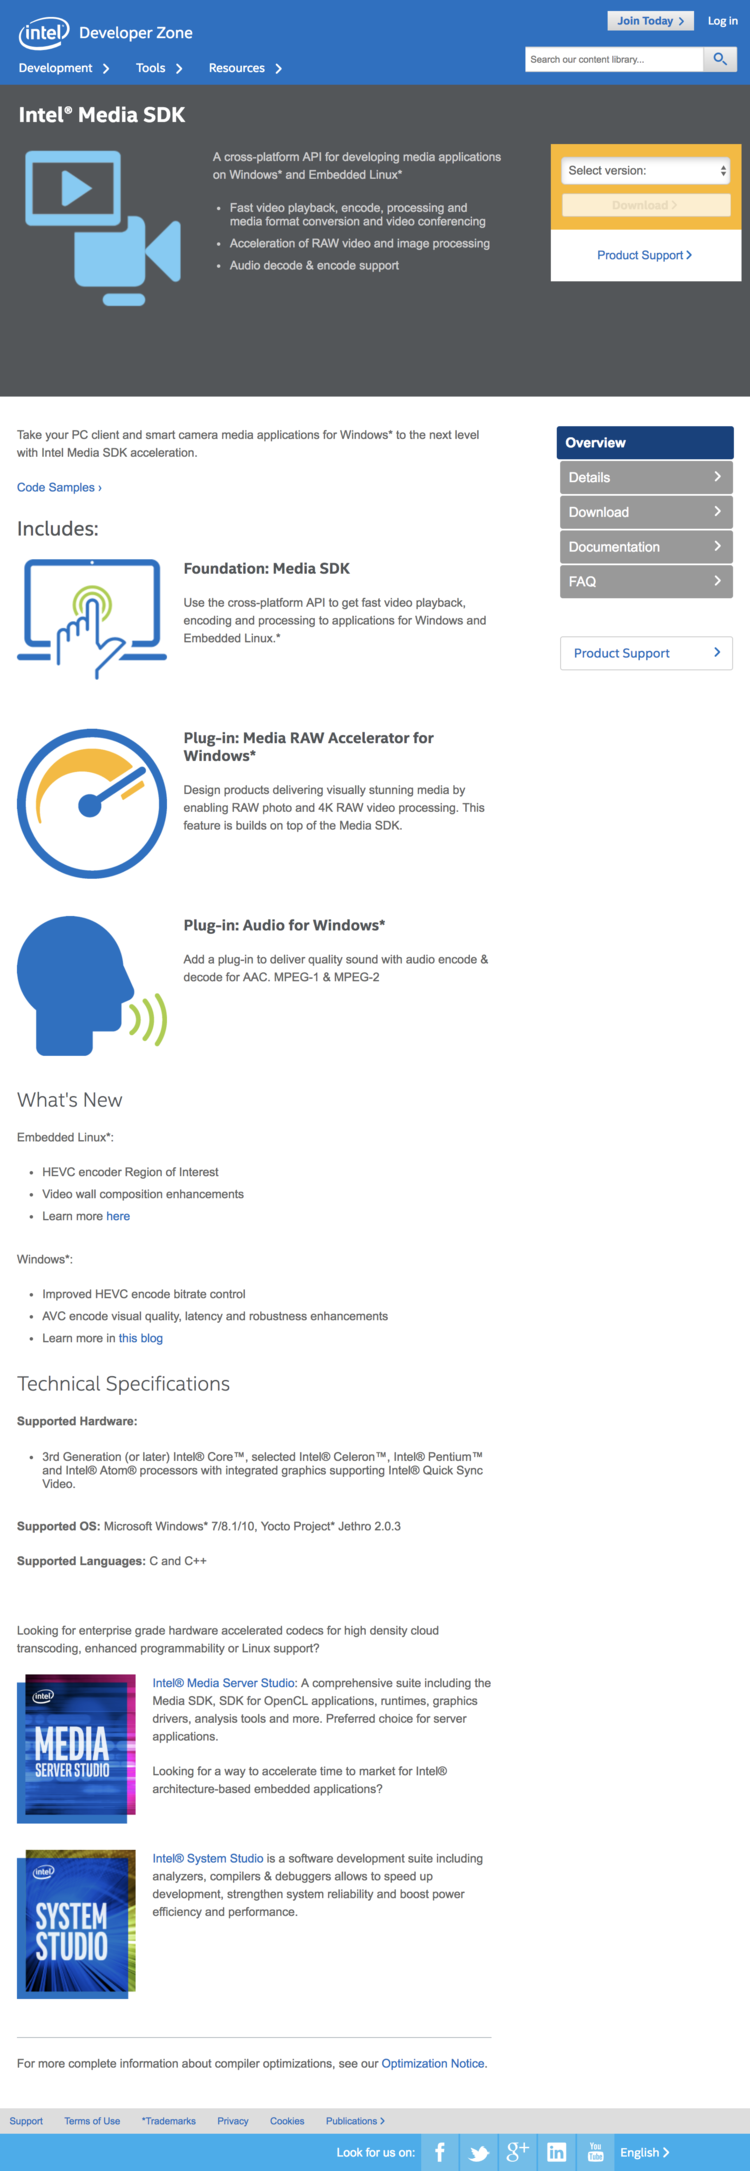 intel Developer Zone
Join Today
Log in
Development
Tools
Resources
Search our content library...
Intel® Media SDK
A cross-platform API for developing media applications
on Windows* and Embedded Linux*
• Fast video playback, encode, processing and
media format conversion and video conferencing
• Acceleration of RAW video and image processing
• Audio decode & encode support
Select version:
Download
Product Support
Take your PC client and smart camera media applications for Windows* to the next level
with Intel Media SDK acceleration.
Code Samples ›
Overview
Details
Download
Documentation
FAQ
Product Support
Includes:
Foundation: Media SDK
Use the cross-platform API to get fast video playback,
encoding and processing to applications for Windows and
Embedded Linux.*
Plug-in: Media RAW Accelerator for
Windows*
Design products delivering visually stunning media by
enabling RAW photo and 4K RAW video processing. This
feature is builds on top of the Media SDK.
Plug-in: Audio for Windows*
Add a plug-in to deliver quality sound with audio encode &
decode for AAC. MPEG-1 & MPEG-2
What's New
Embedded Linux*:
• HEVC encoder Region of Interest
• Video wall composition enhancements
• Learn more here
Windows*:
• Improved HEVC encode bitrate control
• AVC encode visual quality, latency and robustness enhancements
• Learn more in this blog
Technical Specifications
Supported Hardware:
• 3rd Generation (or later) Intel® Core™, selected Intel® Celeron™, Intel® Pentium™
and Intel® Atom® processors with integrated graphics supporting Intel® Quick Sync
Video.
Supported OS: Microsoft Windows* 7/8.1/10, Yocto Project* Jethro 2.0.3
Supported Languages: C and C++
Looking for enterprise grade hardware accelerated codecs for high density cloud
transcoding, enhanced programmability or Linux support?
intel
MEDIA
SERVER STUDIO
Intel® Media Server Studio: A comprehensive suite including the
Media SDK, SDK for OpenCL applications, runtimes, graphics
drivers, analysis tools and more. Preferred choice for server
applications.
Looking for a way to accelerate time to market for Intel®
architecture-based embedded applications?
intel
SYSTEM
STUDIO
Intel® System Studio is a software development suite including
analyzers, compilers & debuggers allows to speed up
development, strengthen system reliability and boost power
efficiency and performance.
For more complete information about compiler optimizations, see our Optimization Notice.
Support
Terms of Use
*Trademarks
Privacy
Cookies
Publications
Look for us on:
f
g+
in
You
Tube
English